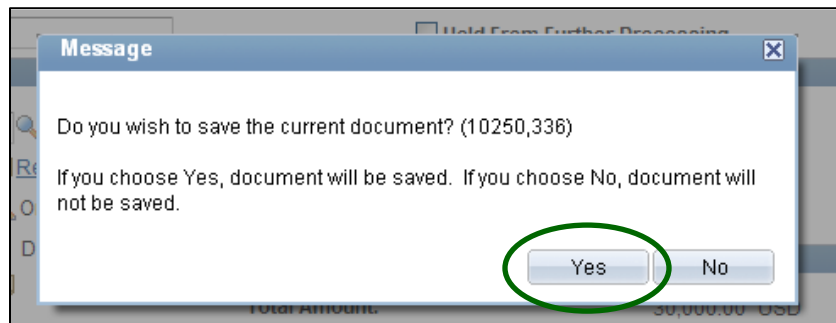 Held From Further Processing
Message
Do you wish to save the current document? (10250,336)
If you choose Yes, document will be saved. If you choose No, document will
not be saved.
Re
O
D
Yes No
Total Amount: 30,000.00 USD